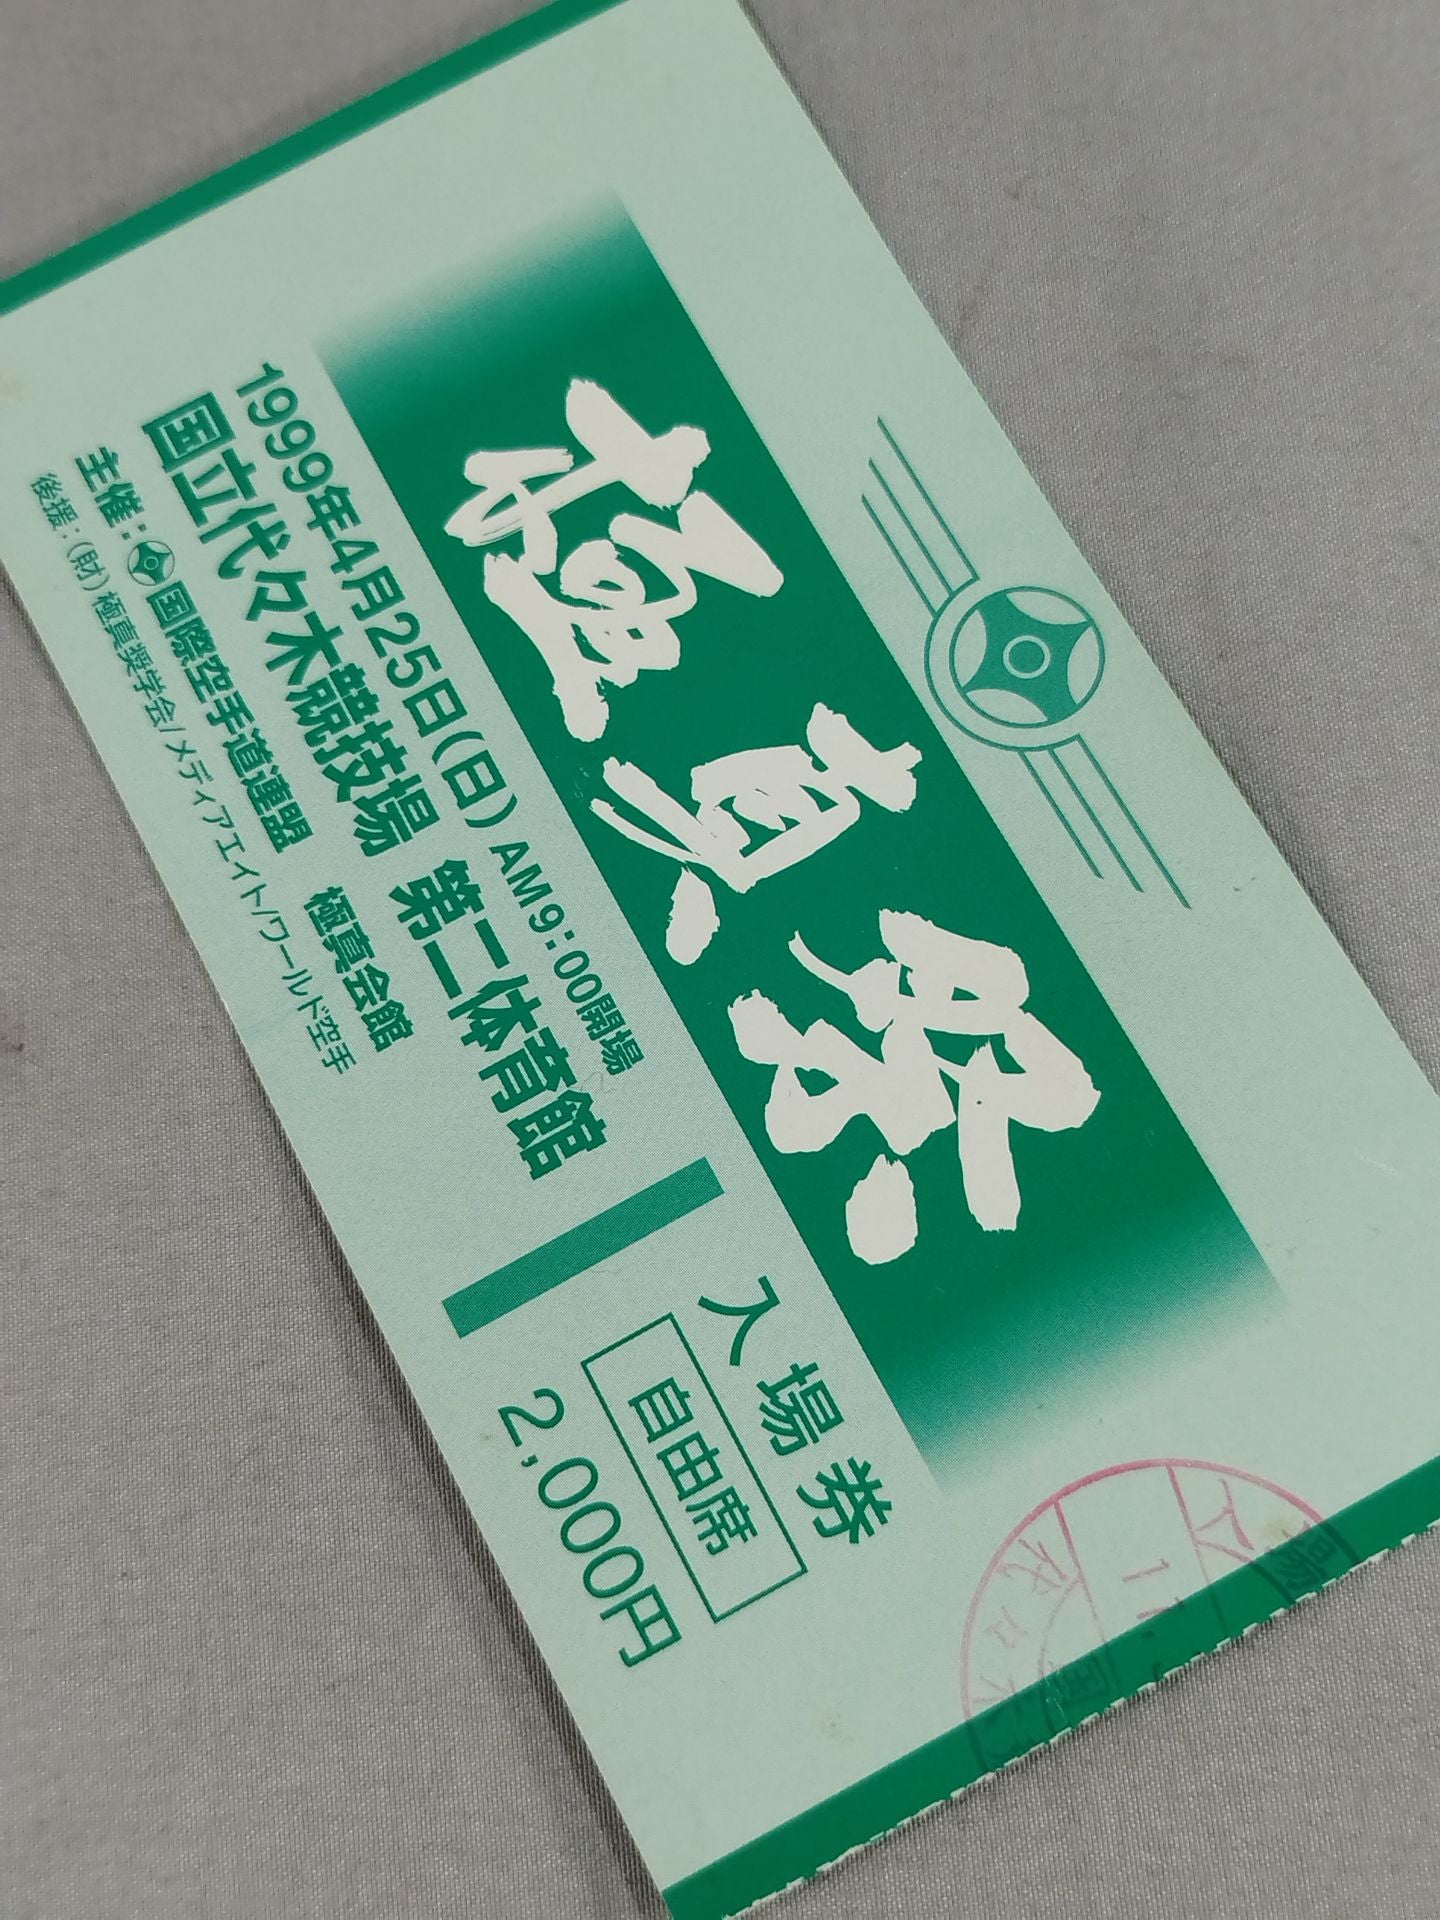 極真祭
1999年4月25日(日) AM9:00開場
国立代々木競技場 第二体育館
主催: 国際空手道連盟 極真会館
後援:(財)極真奨学会/メディアエイト/ワールド空手
入場券
自由席
2,000円